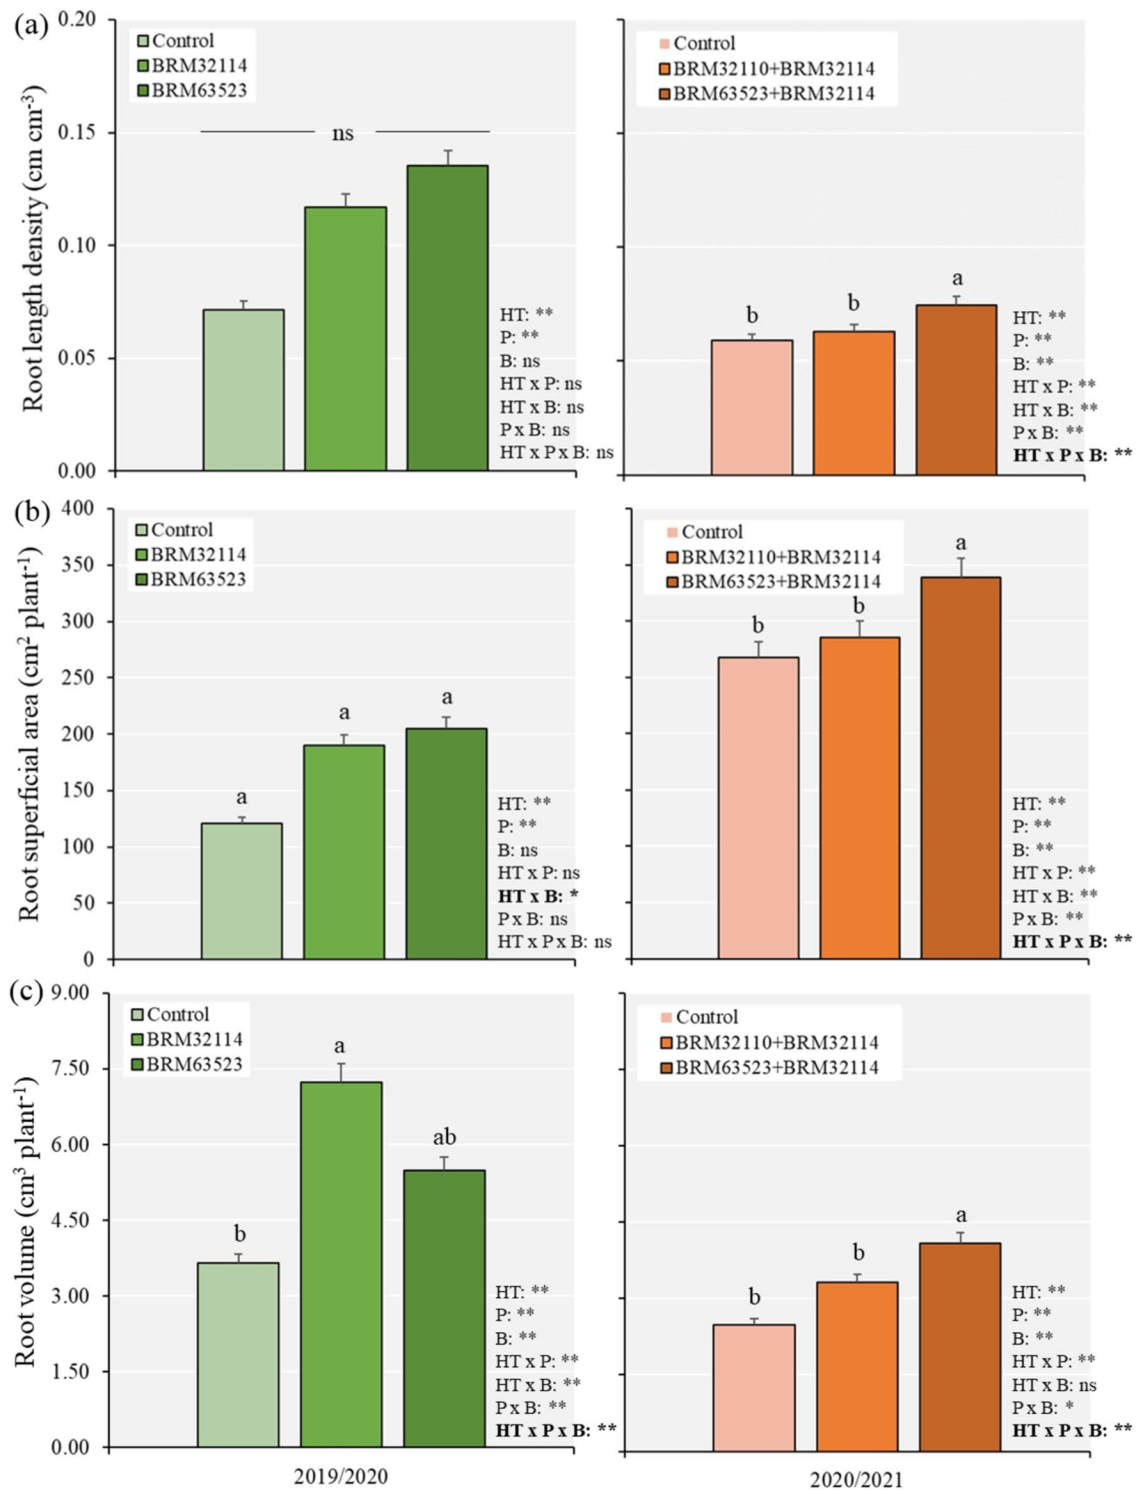 (a)
Root length density (cm cm-3)
0.20
0.15
0.10
0.05
0.00
Control
BRM32114
BRM63523
ns
HT: **
P: **
B: ns
HT x P: ns
HT x B: ns
P x B: ns
HT x P x B: ns
Control
BRM32110+BRM32114
BRM63523+BRM32114
b
b
a
HT: **
P: **
B: **
HT x P: **
HT x B: **
P x B: **
HT x P x B: **
(b)
Root superficial area (cm2 plant-1)
400
350
300
250
200
150
100
50
0
Control
BRM32114
BRM63523
a
a
a
HT: **
P: **
B: ns
HT x P: ns
HT x B: *
P x B: ns
HT x P x B: ns
Control
BRM32110+BRM32114
BRM63523+BRM32114
b
b
a
HT: **
P: **
B: **
HT x P: **
HT x B: **
P x B: **
HT x P x B: **
(c)
Root volume (cm3 plant-1)
9.00
7.50
6.00
4.50
3.00
1.50
0.00
Control
BRM32114
BRM63523
b
a
ab
HT: **
P: **
B: **
HT x P: **
HT x B: **
P x B: **
HT x P x B: **
2019/2020
Control
BRM32110+BRM32114
BRM63523+BRM32114
b
b
a
HT: **
P: **
B: **
HT x P: **
HT x B: ns
P x B: *
HT x P x B: **
2020/2021